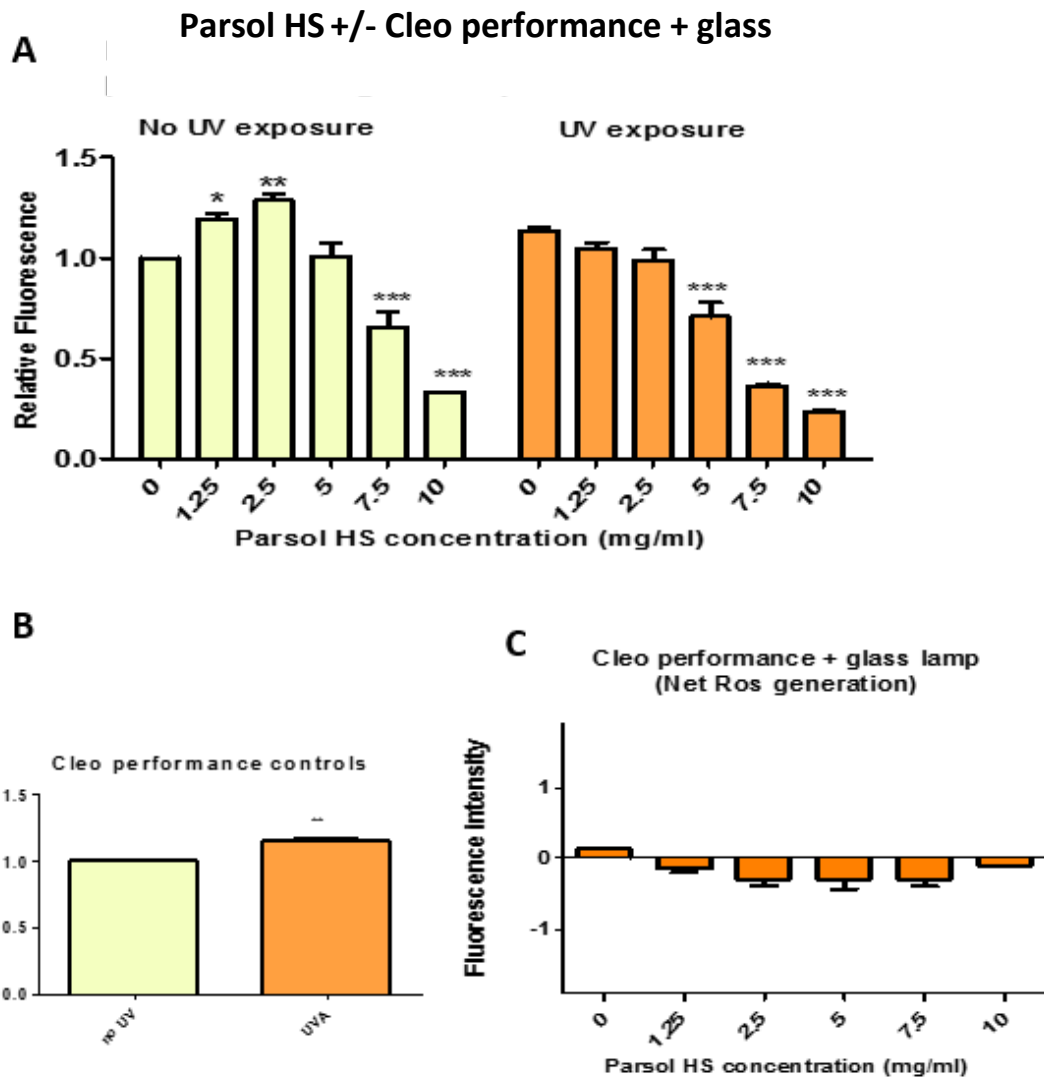 Parsol HS +/- Cleo performance + glass
A
No UV exposure
UV exposure
Relative Fluorescence
1.5
1.0
0.5
0.0
*
**
***
***
***
***
***
0 1.25 2.5 5 7.5 10 0 1.25 2.5 5 7.5 10
Parsol HS concentration (mg/ml)
B
Cleo performance controls
1.5
1.0
0.5
0.0
**
no UV UVA
C
Cleo performance + glass lamp
(Net Ros generation)
Fluorescence Intensity
1
0
-1
0 1.25 2.5 5 7.5 10
Parsol HS concentration (mg/ml)